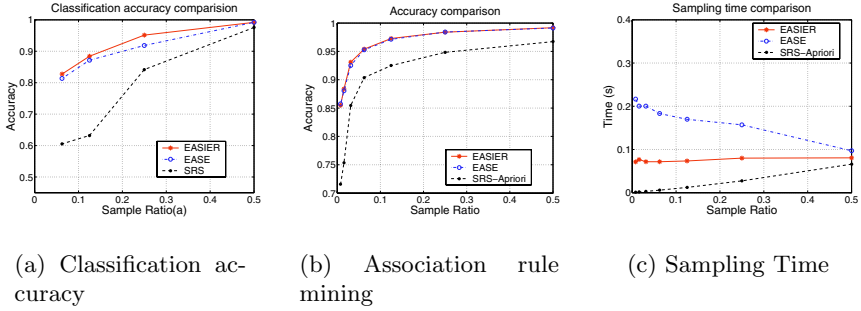 Classification accuracy comparision
Accuracy
1
0.9
0.8
0.7
0.6
0.5
EASIER
EASE
SRS
0
0.1
0.2
0.3
0.4
0.5
Sample Ratio(a)
Accuracy comparison
Accuracy
1
0.95
0.9
0.85
0.8
0.75
0.7
EASIER
EASE
SRS-Apriori
0
0.1
0.2
0.3
0.4
0.5
Sample Ratio
Sampling time comparison
Time (s)
0.4
0.3
0.2
0.1
0
EASIER
EASE
SRS-Apriori
0
0.1
0.2
0.3
0.4
0.5
Sample Ratio
(a) Classification ac-
curacy
(b) Association rule
mining
(c) Sampling Time